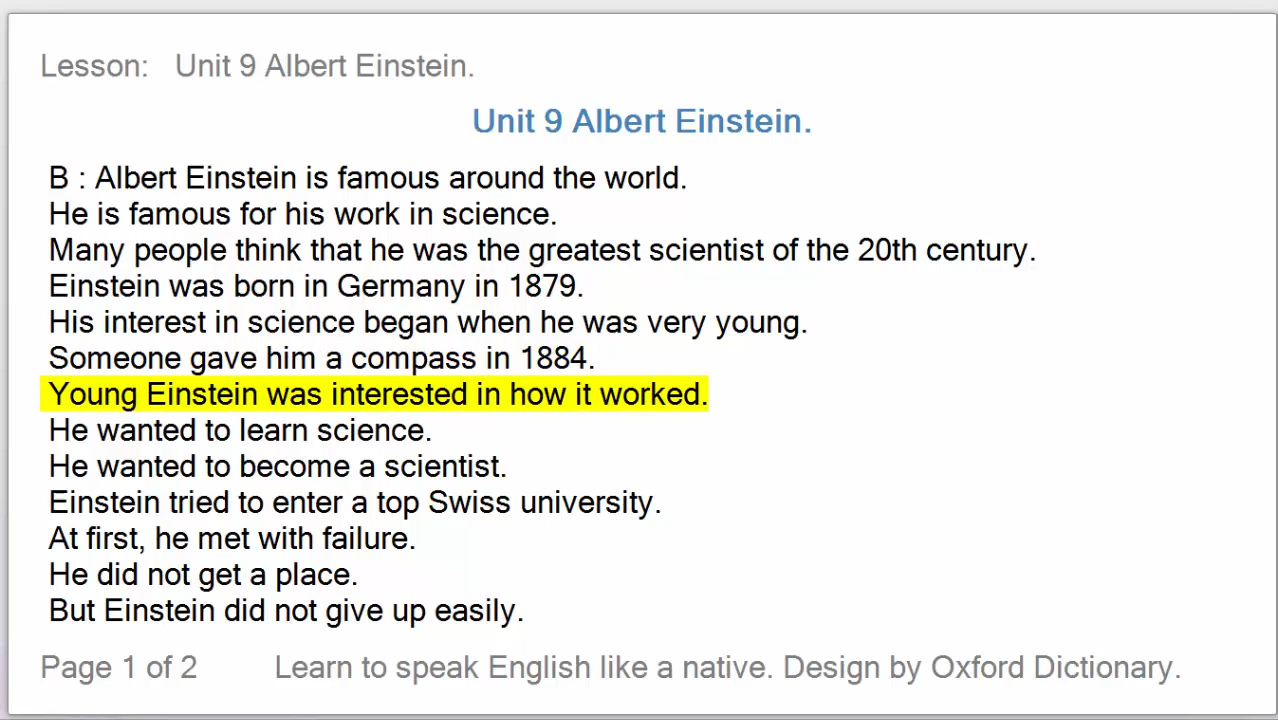 Lesson:   Unit 9 Albert Einstein.
Unit 9 Albert Einstein.
B : Albert Einstein is famous around the world.
He is famous for his work in science.
Many people think that he was the greatest scientist of the 20th century.
Einstein was born in Germany in 1879.
His interest in science began when he was very young.
Someone gave him a compass in 1884.
Young Einstein was interested in how it worked.
He wanted to learn science.
He wanted to become a scientist.
Einstein tried to enter a top Swiss university.
At first, he met with failure.
He did not get a place.
But Einstein did not give up easily.
Page 1 of 2   Learn to speak English like a native. Design by Oxford Dictionary.